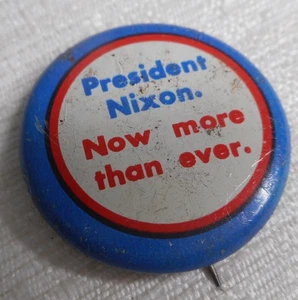 President
Nixon.
Now more
than ever.